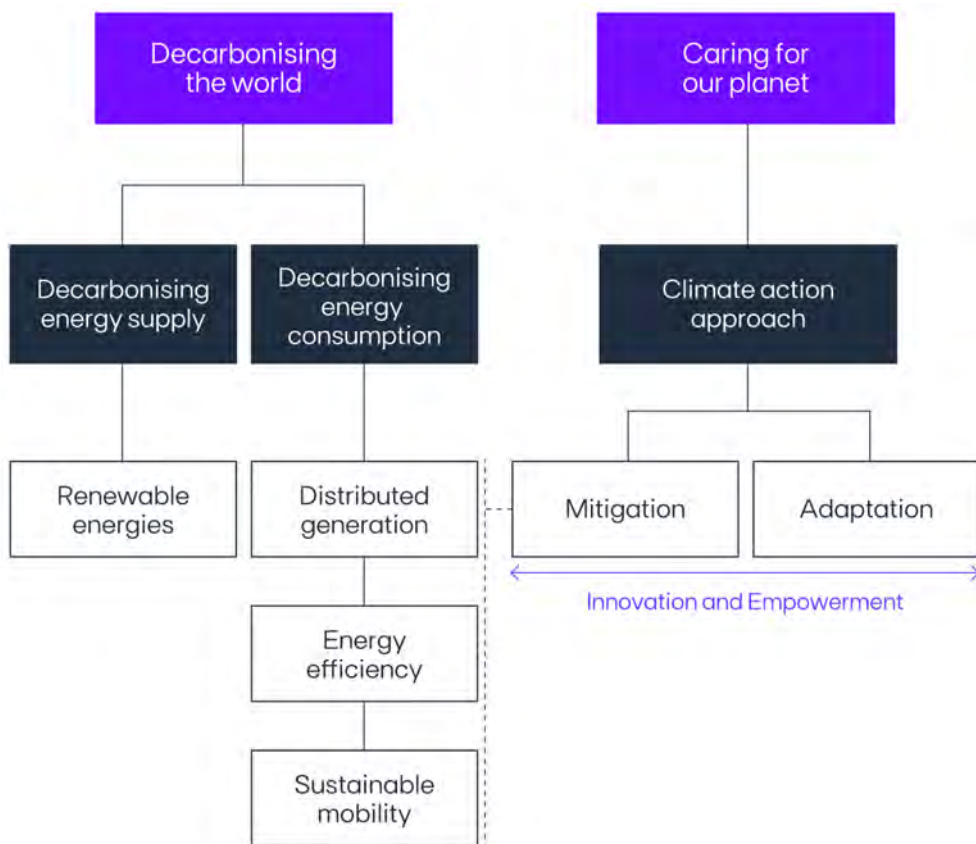 Decarbonising
the world
Caring for
our planet
Decarbonising
energy supply
Decarbonising
energy
consumption
Climate action
approach
Renewable
energies
Distributed
generation
Mitigation
Adaptation
Innovation and Empowerment
Energy
efficiency
Sustainable
mobility